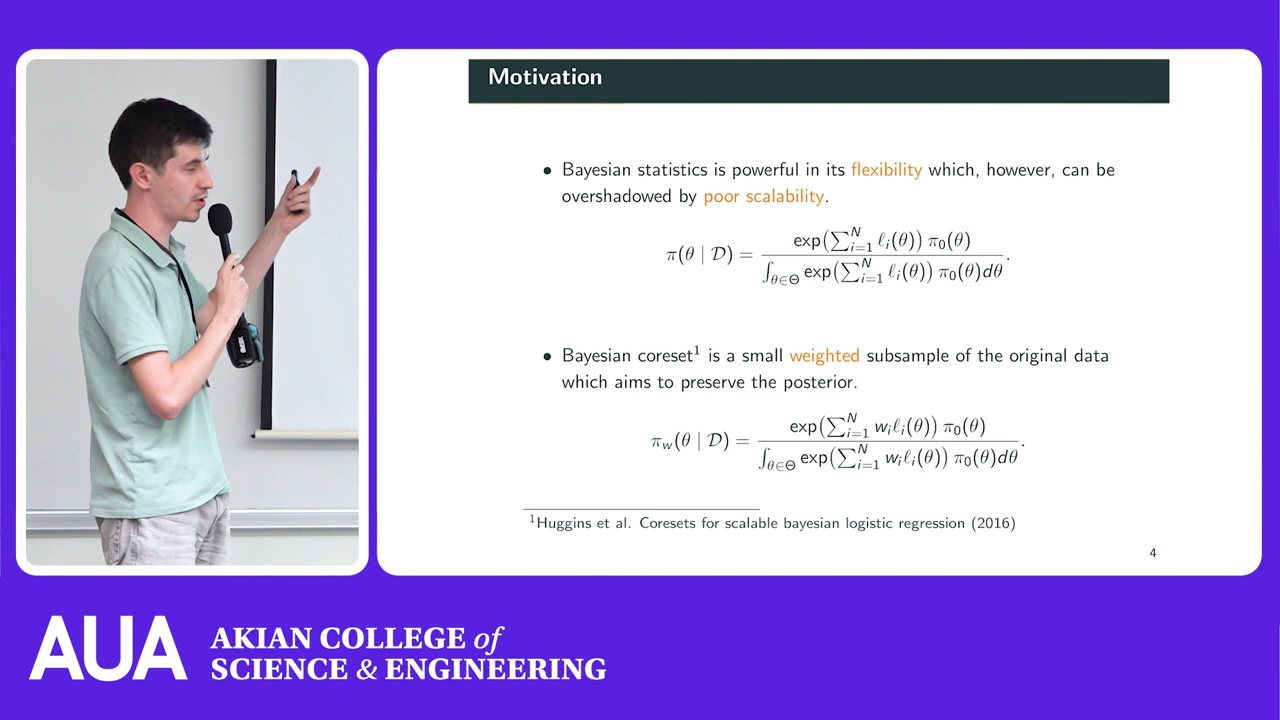 Motivation
• Bayesian statistics is powerful in its flexibility which, however, can be
overshadowed by poor scalability.
π(θ | 𝒟) = exp(∑_{i=1}^{N} ℓ_i(θ)) π_0(θ) / ∫_{θ∈Θ} exp(∑_{i=1}^{N} ℓ_i(θ)) π_0(θ)dθ.
• Bayesian coreset¹ is a small weighted subsample of the original data
which aims to preserve the posterior.
π_w(θ | 𝒟) = exp(∑_{i=1}^{N} w_iℓ_i(θ)) π_0(θ) / ∫_{θ∈Θ} exp(∑_{i=1}^{N} w_iℓ_i(θ)) π_0(θ)dθ.
¹Huggins et al. Coresets for scalable bayesian logistic regression (2016)
4
AUA
AKIAN COLLEGE of
SCIENCE & ENGINEERING